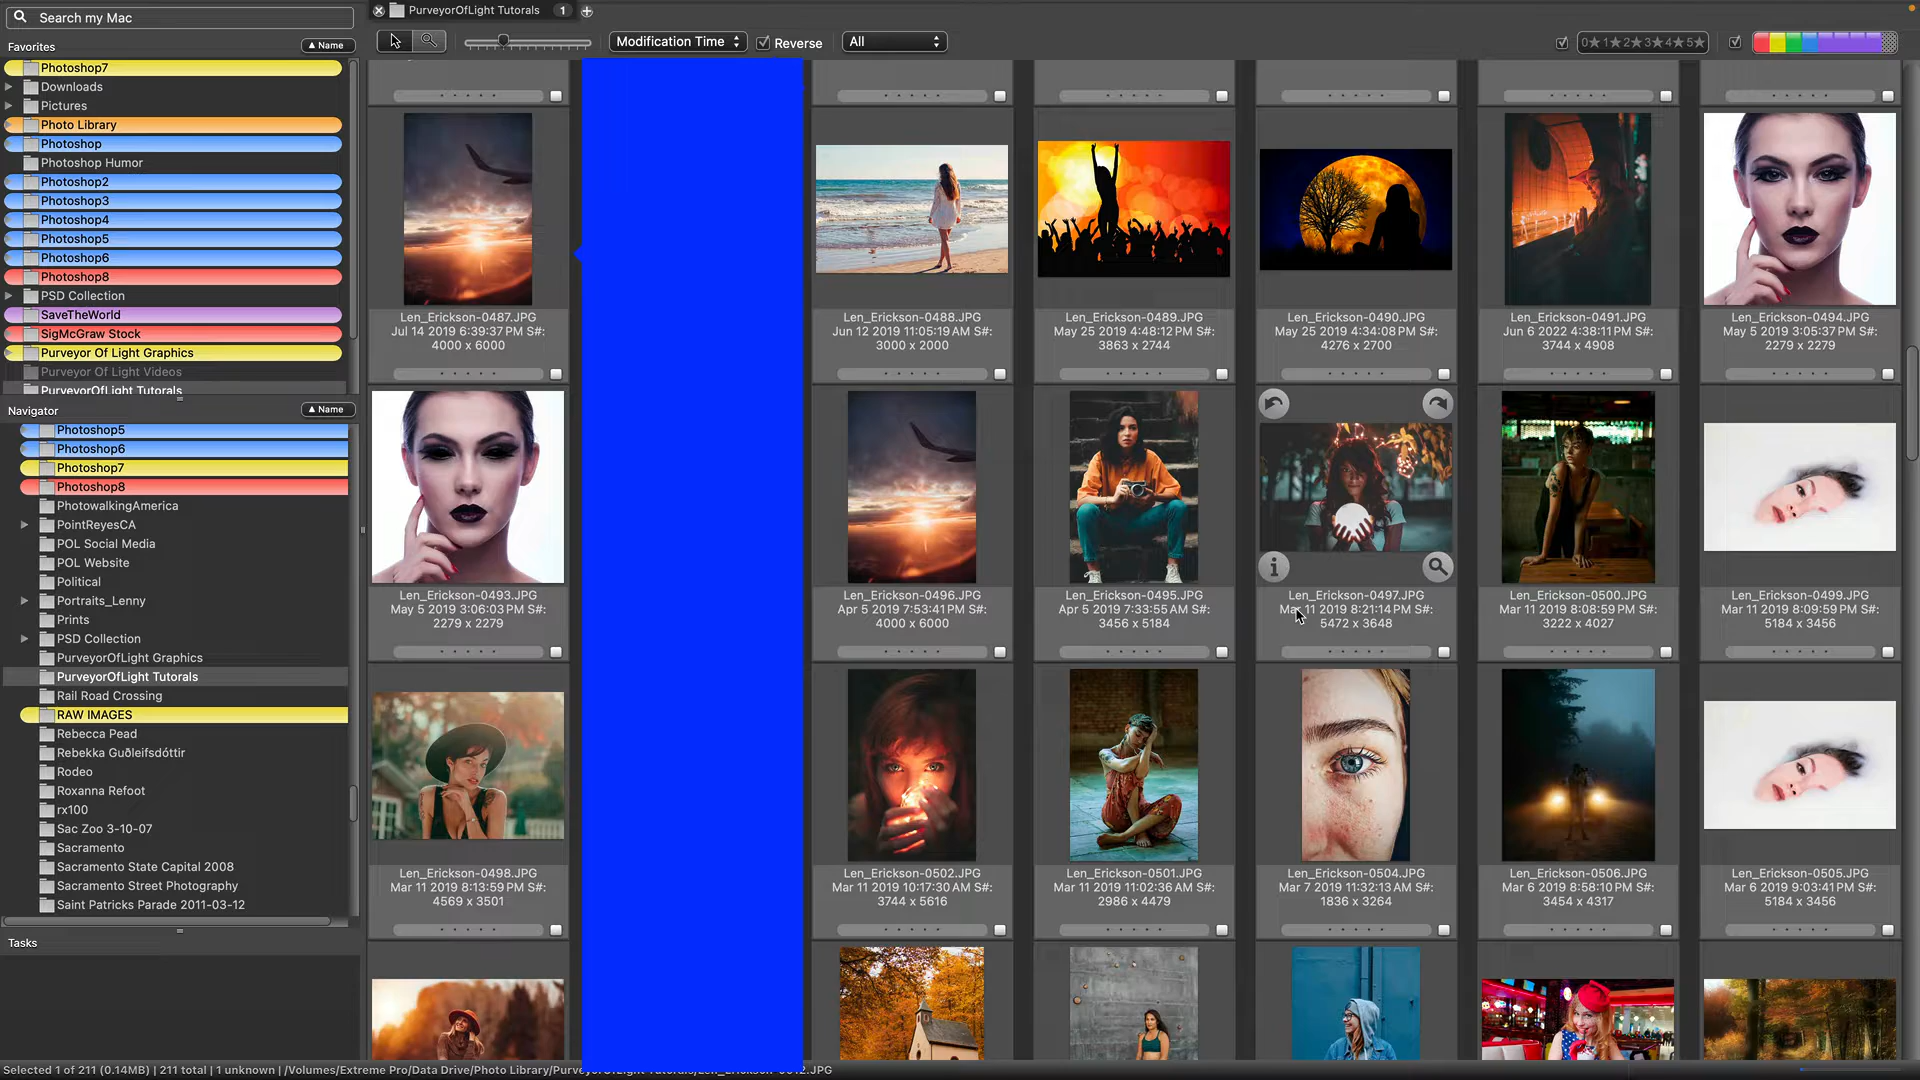 Search my Mac
PurveyorOfLight Tutorals
1
Favorites
Name
Modification Time
Reverse
All
0★1★2★3★4★5★
Photoshop7
Downloads
Pictures
Photo Library
Photoshop
Photoshop Humor
Photoshop2
Photoshop3
Photoshop4
Photoshop5
Photoshop6
Photoshop8
PSD Collection
SaveTheWorld
SigMcGraw Stock
Purveyor Of Light Graphics
Purveyor Of Light Videos
PurveyorOfLight Tutorals
Navigator
Name
Photoshop5
Photoshop6
Photoshop7
Photoshop8
PhotowalkingAmerica
PointReyesCA
POL Social Media
POL Website
Political
Portraits_Lenny
Prints
PSD Collection
PurveyorOfLight Graphics
PurveyorOfLight Tutorals
Rail Road Crossing
RAW IMAGES
Rebecca Pead
Rebekka Guðleifsdóttir
Rodeo
Roxanna Refoot
rx100
Sac Zoo 3-10-07
Sacramento
Sacramento State Capital 2008
Sacramento Street Photography
Saint Patricks Parade 2011-03-12
Tasks
Len_Erickson-0487.JPG
Jul 14 2019 6:39:37 PM S#:
4000 x 6000
Len_Erickson-0488.JPG
Jun 12 2019 11:05:19 AM S#:
3000 x 2000
Len_Erickson-0489.JPG
May 25 2019 4:48:12 PM S#:
3863 x 2744
Len_Erickson-0490.JPG
May 25 2019 4:34:08 PM S#:
4276 x 2700
Len_Erickson-0491.JPG
Jun 6 2022 4:38:11 PM S#:
3744 x 4908
Len_Erickson-0494.JPG
May 5 2019 3:05:37 PM S#:
2279 x 2279
Len_Erickson-0493.JPG
May 5 2019 3:06:03 PM S#:
2279 x 2279
Len_Erickson-0496.JPG
Apr 5 2019 7:53:41 PM S#:
4000 x 6000
Len_Erickson-0495.JPG
Apr 5 2019 7:33:55 AM S#:
3456 x 5184
Len_Erickson-0497.JPG
Mar 11 2019 8:21:14 PM S#:
5472 x 3648
Len_Erickson-0500.JPG
Mar 11 2019 8:08:59 PM S#:
3222 x 4027
Len_Erickson-0499.JPG
Mar 11 2019 8:09:59 PM S#:
5184 x 3456
Len_Erickson-0498.JPG
Mar 11 2019 8:13:59 PM S#:
4569 x 3501
Len_Erickson-0502.JPG
Mar 11 2019 10:17:30 AM S#:
3744 x 5616
Len_Erickson-0501.JPG
Mar 11 2019 11:02:36 AM S#:
2986 x 4479
Len_Erickson-0504.JPG
Mar 7 2019 11:32:13 AM S#:
1836 x 3264
Len_Erickson-0506.JPG
Mar 6 2019 8:58:10 PM S#:
3454 x 4317
Len_Erickson-0505.JPG
Mar 6 2019 9:03:41 PM S#:
5184 x 3456
Selected 1 of 211 (0.14MB) | 211 total | 1 unknown | /Volumes/Extreme Pro/Data Drive/Photo Library/